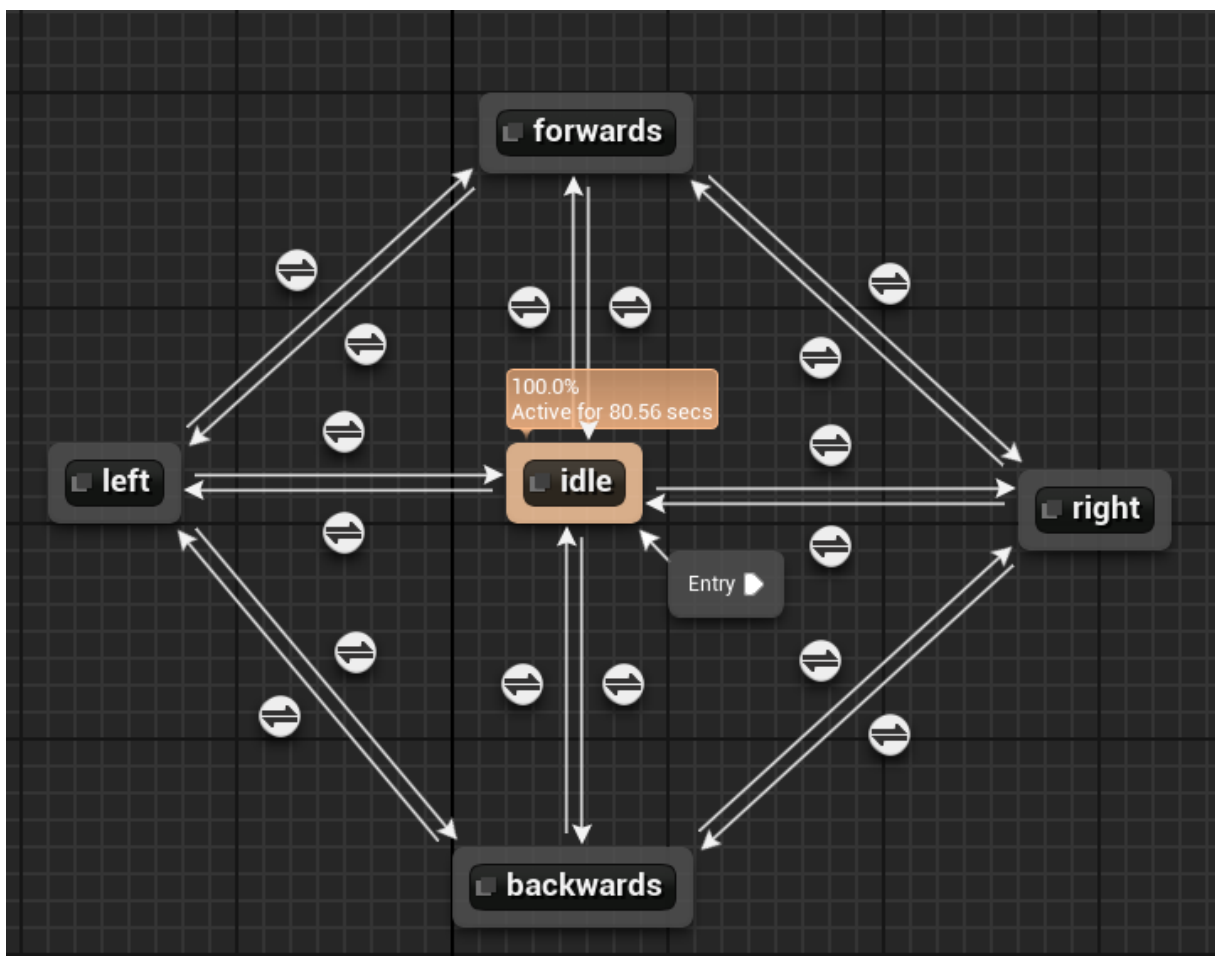 forwards
100.0%
Active for 80.56 secs
left
idle
right
Entry
backwards